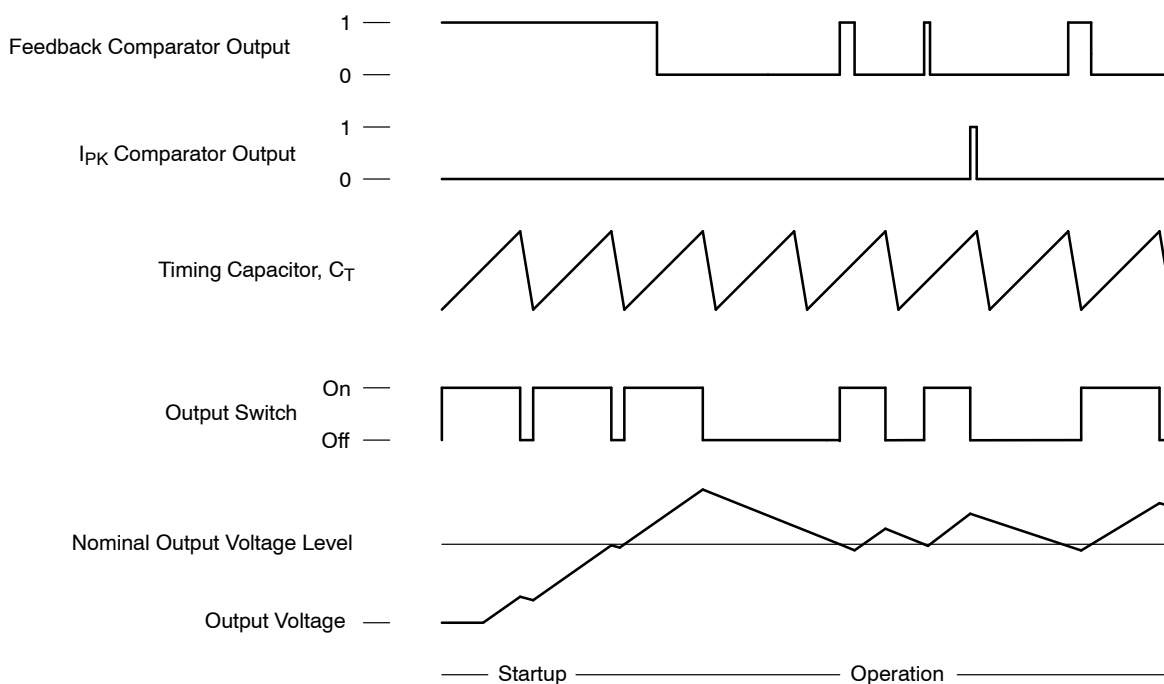 1
Feedback Comparator Output
0
1
IPK Comparator Output
0
Timing Capacitor, CT
On
Output Switch
Off
Nominal Output Voltage Level
Output Voltage
Startup
Operation